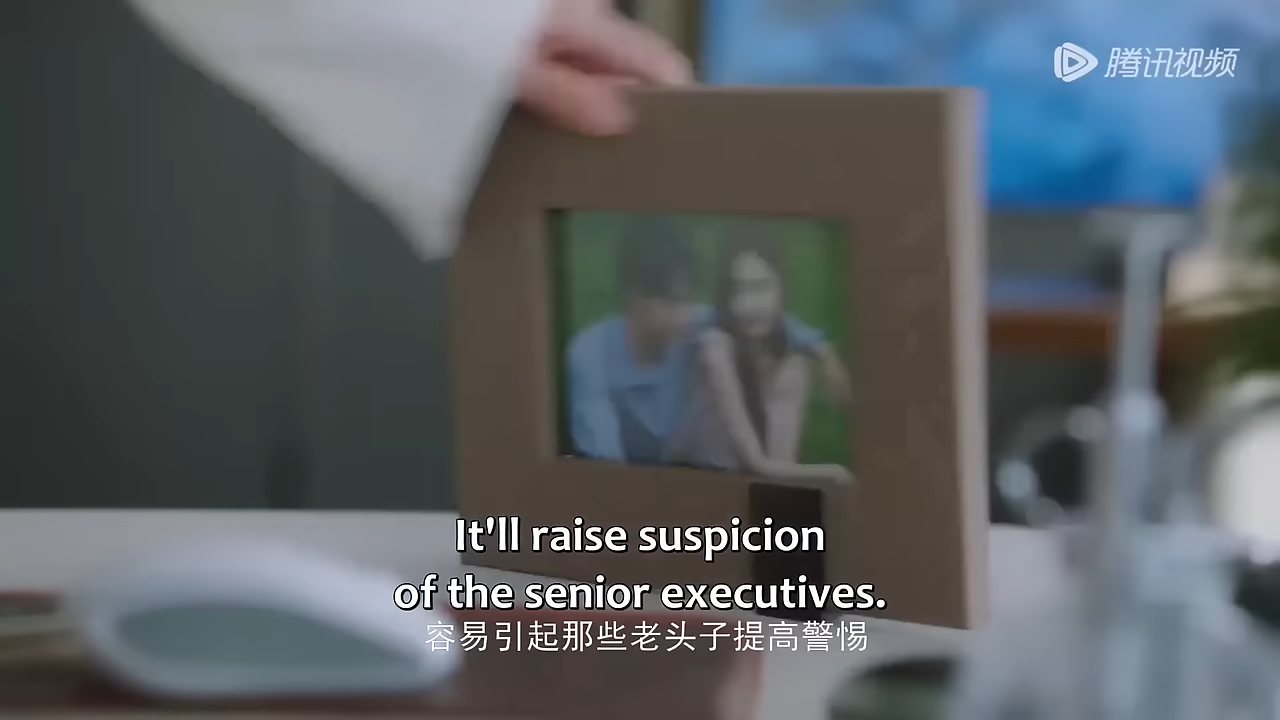 腾讯视频
It'll raise suspicion
of the senior executives.
容易引起那些老头子提高警惕